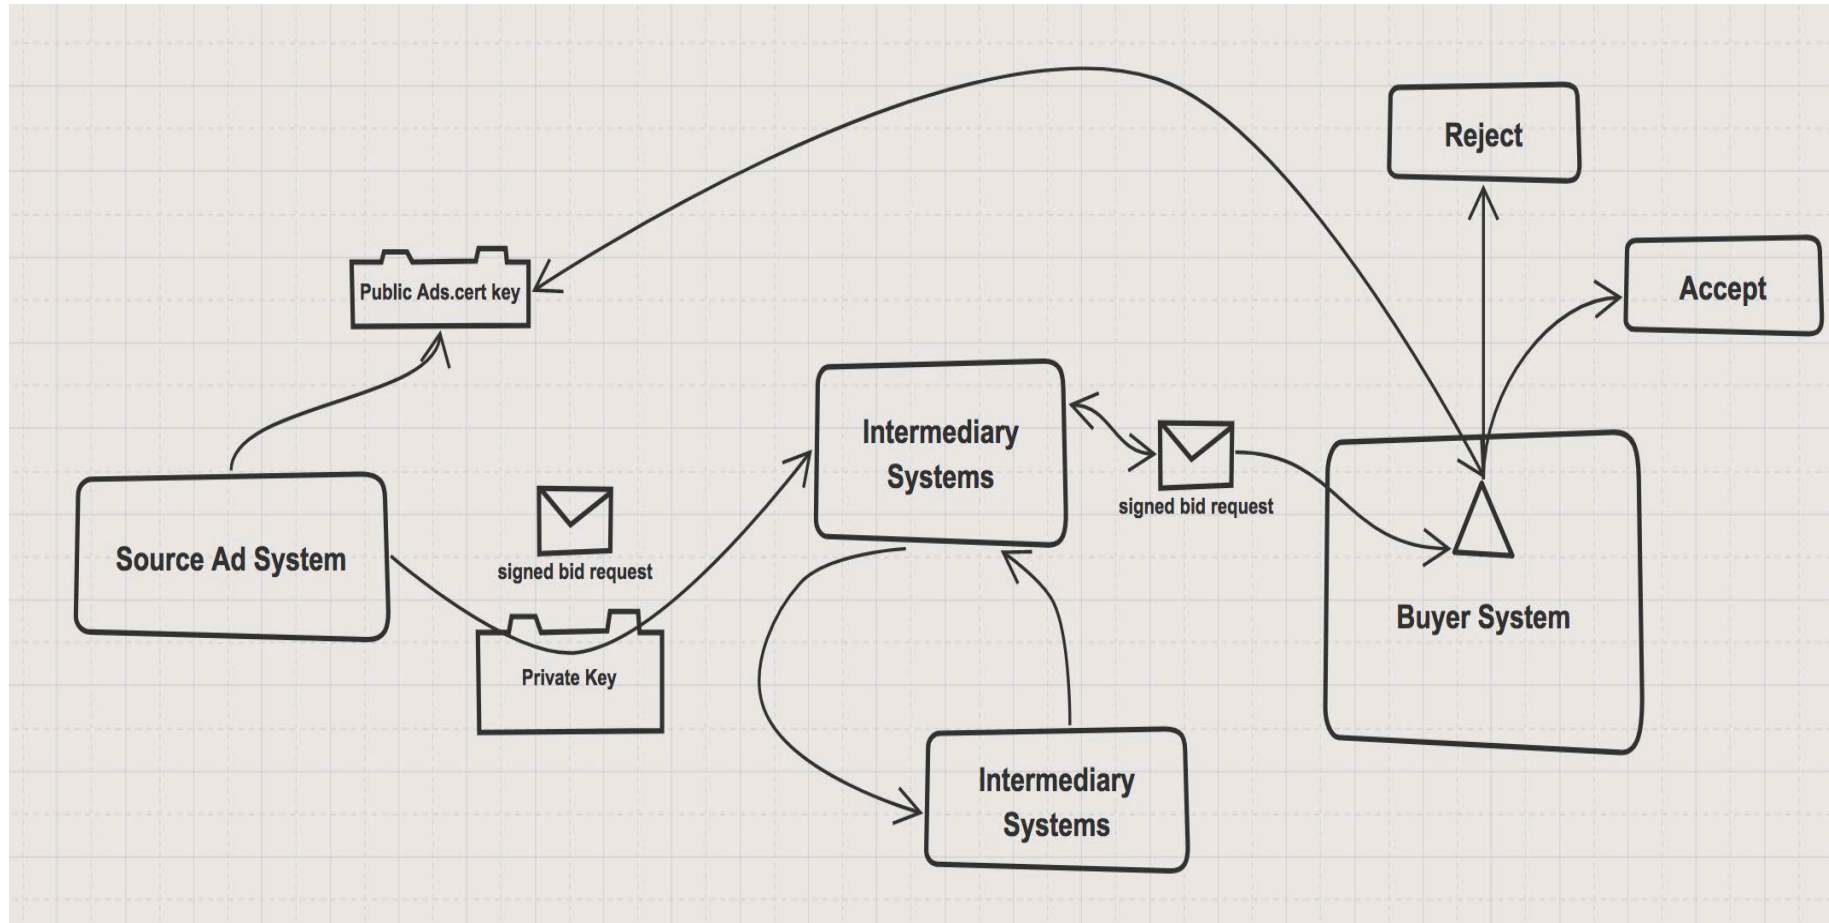 Reject
Accept
Public Ads.cert key
Intermediary
Systems
signed bid request
Source Ad System
signed bid request
Private Key
Buyer System
Intermediary
Systems